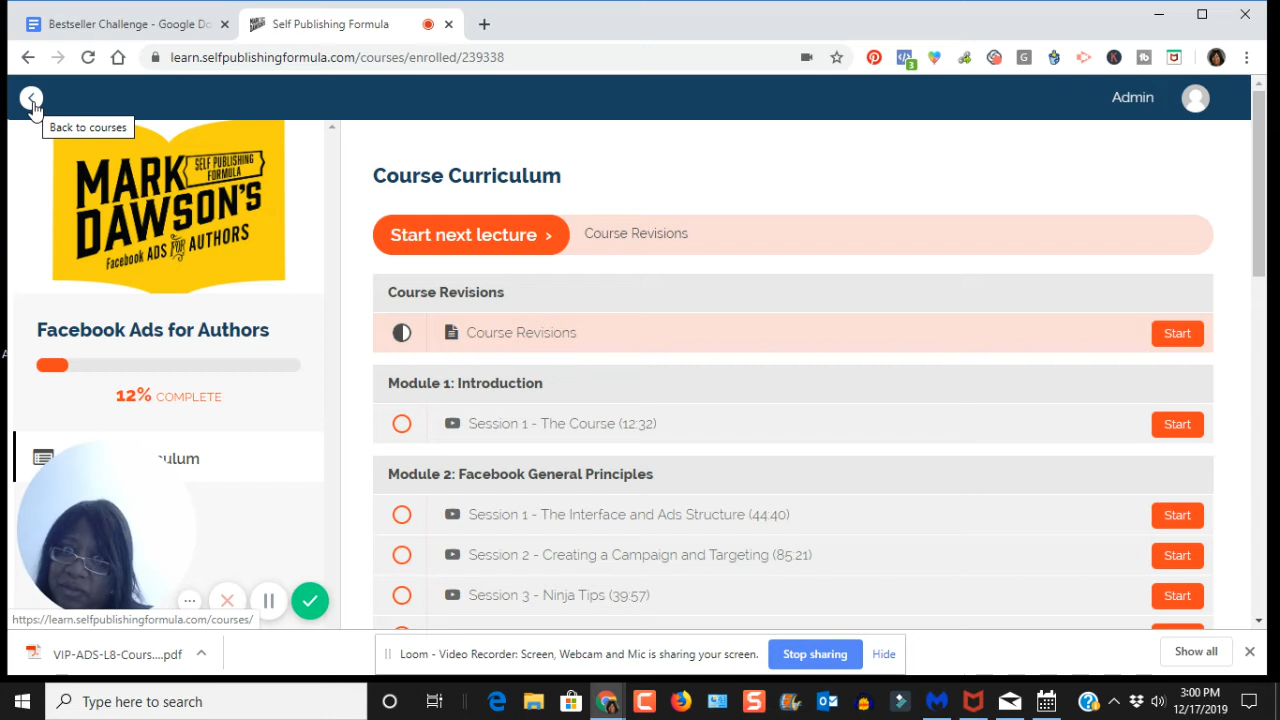 Bestseller Challenge - Google Do
Self Publishing Formula
learn.selfpublishingformula.com/courses/enrolled/239338
3
Admin
Back to courses
MARK
SELF PUBLISHING
FORMULA
DAWSON'S
Facebook ADS FOR AUTHORS
Facebook Ads for Authors
12% COMPLETE
ulum
Course Curriculum
Start next lecture ›
Course Revisions
Course Revisions
Course Revisions
Start
Module 1: Introduction
Session 1 - The Course (12:32)
Start
Module 2: Facebook General Principles
Session 1 - The Interface and Ads Structure (44:40)
Start
Session 2 - Creating a Campaign and Targeting (85:21)
Start
Session 3 - Ninja Tips (39:57)
Start
https://learn.selfpublishingformula.com/courses/
VIP-ADS-L8-Cours....pdf
Loom - Video Recorder: Screen, Webcam and Mic is sharing your screen.
Stop sharing
Hide
Show all
Type here to search
3:00 PM
12/17/2019